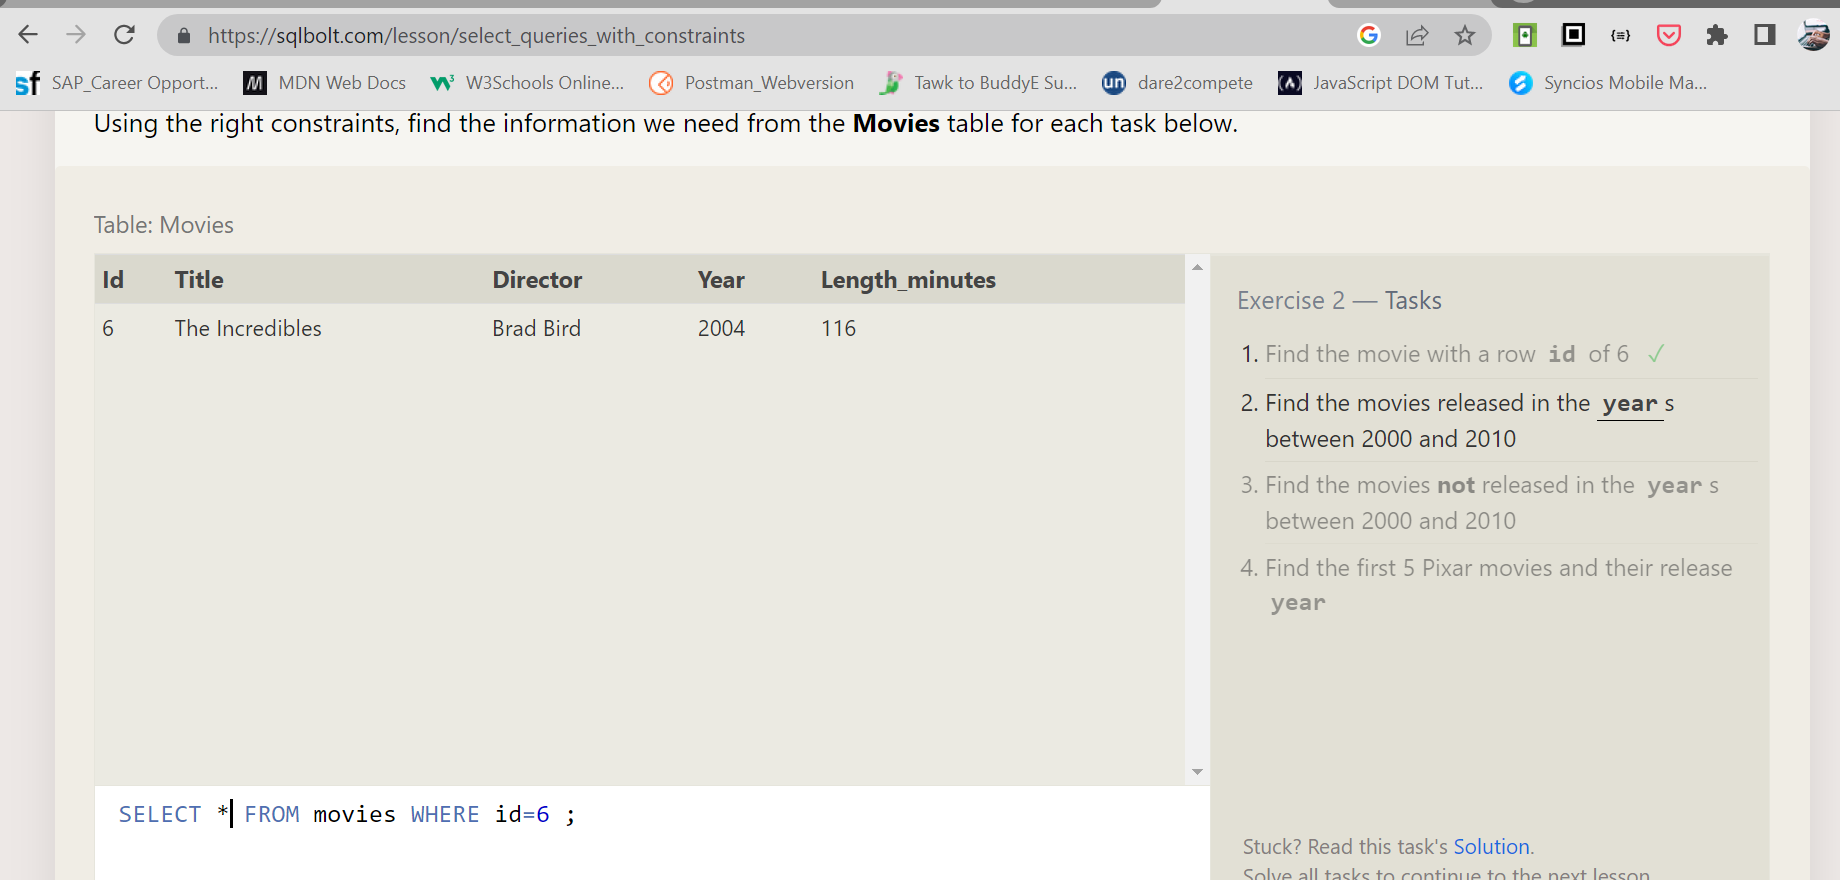 https://sqlbolt.com/lesson/select_queries_with_constraints
sf SAP_Career Opport... M MDN Web Docs W3 W3Schools Online... Postman_Webversion Tawk to BuddyE Su... un dare2compete (A) JavaScript DOM Tut... Syncios Mobile Ma...
Using the right constraints, find the information we need from the Movies table for each task below.
Table: Movies
Id Title Director Year Length_minutes
6 The Incredibles Brad Bird 2004 116
Exercise 2 — Tasks
1. Find the movie with a row id of 6 ✓
2. Find the movies released in the year s
between 2000 and 2010
3. Find the movies not released in the year s
between 2000 and 2010
4. Find the first 5 Pixar movies and their release
year
SELECT * FROM movies WHERE id=6 ;
Stuck? Read this task's Solution.
Solve all tasks to continue to the next lesson.